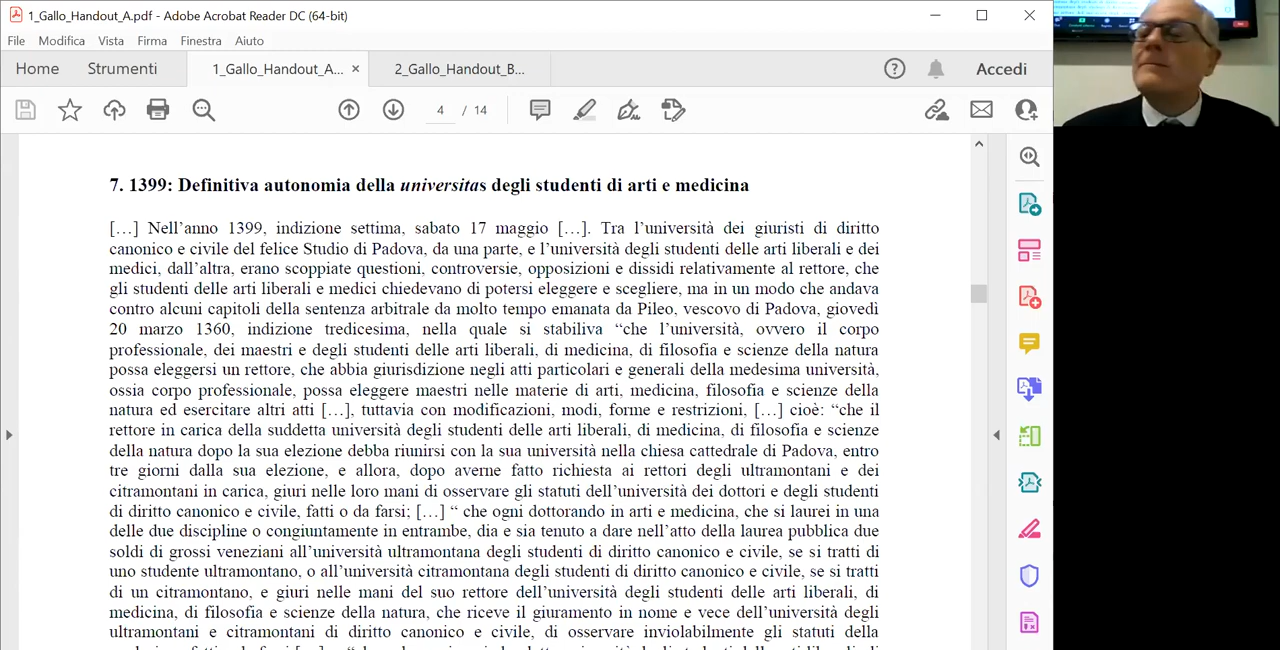 1_Gallo_Handout_A.pdf - Adobe Acrobat Reader DC (64-bit)
File Modifica Vista Firma Finestra Aiuto
Home Strumenti 1_Gallo_Handout_A... × 2_Gallo_Handout_B... Accedi
4 / 14
7. 1399: Definitiva autonomia della universitas degli studenti di arti e medicina
[…] Nell’anno 1399, indizione settima, sabato 17 maggio […]. Tra l’università dei giuristi di diritto
canonico e civile del felice Studio di Padova, da una parte, e l’università degli studenti delle arti liberali e dei
medici, dall’altra, erano scoppiate questioni, controversie, opposizioni e dissidi relativamente al rettore, che
gli studenti delle arti liberali e medici chiedevano di potersi eleggere e scegliere, ma in un modo che andava
contro alcuni capitoli della sentenza arbitrale da molto tempo emanata da Pileo, vescovo di Padova, giovedì
20 marzo 1360, indizione tredicesima, nella quale si stabiliva “che l’università, ovvero il corpo
professionale, dei maestri e degli studenti delle arti liberali, di medicina, di filosofia e scienze della natura
possa eleggersi un rettore, che abbia giurisdizione negli atti particolari e generali della medesima università,
ossia corpo professionale, possa eleggere maestri nelle materie di arti, medicina, filosofia e scienze della
natura ed esercitare altri atti […], tuttavia con modificazioni, modi, forme e restrizioni, […] cioè: “che il
rettore in carica della suddetta università degli studenti delle arti liberali, di medicina, di filosofia e scienze
della natura dopo la sua elezione debba riunirsi con la sua università nella chiesa cattedrale di Padova, entro
tre giorni dalla sua elezione, e allora, dopo averne fatto richiesta ai rettori degli ultramontani e dei
citramontani in carica, giuri nelle loro mani di osservare gli statuti dell’università dei dottori e degli studenti
di diritto canonico e civile, fatti o da farsi; […] “ che ogni dottorando in arti e medicina, che si laurei in una
delle due discipline o congiuntamente in entrambe, dia e sia tenuto a dare nell’atto della laurea pubblica due
soldi di grossi veneziani all’università ultramontana degli studenti di diritto canonico e civile, se si tratti di
uno studente ultramontano, o all’università citramontana degli studenti di diritto canonico e civile, se si tratti
di un citramontano, e giuri nelle mani del suo rettore dell’università degli studenti delle arti liberali, di
medicina, di filosofia e scienze della natura, che riceve il giuramento in nome e vece dell’università degli
ultramontani e citramontani di diritto canonico e civile, di osservare inviolabilmente gli statuti della